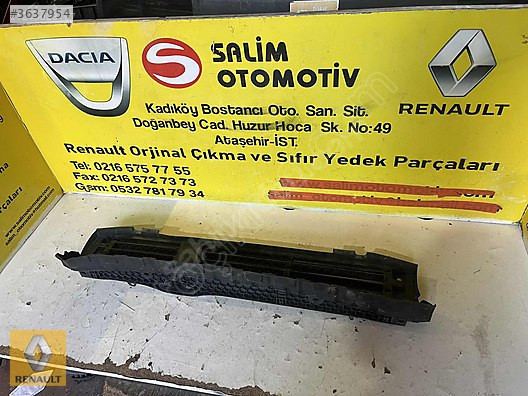 #3637954
DACIA
S
SALİM
OTOMOTİV
RENAULT
Kadıköy Bostancı Oto. San. Sit.
Doğanbey Cad. Huzur Hoca Sk. No:49
Ataşehir-İST.
Renault Orjinal Çıkma ve Sıfır Yedek Parçaları
Tel: 0216 575 77 55
Fax: 0216 572 73 73
Gsm: 0532 781 79 34
RENAULT